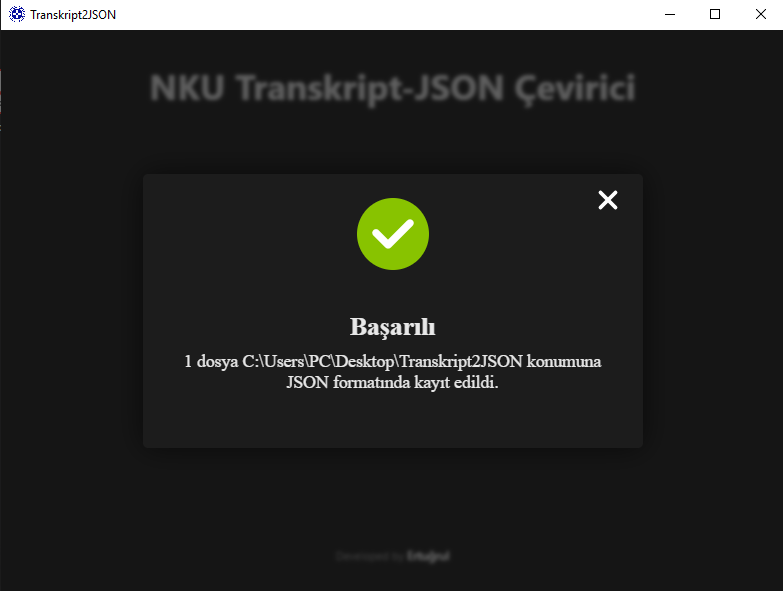 Transkript2JSON
NKU Transkript-JSON Çevirici
Başarılı
1 dosya C:\Users\PC\Desktop\Transkript2JSON konumuna
JSON formatında kayıt edildi.
Developed by Ertuğrul